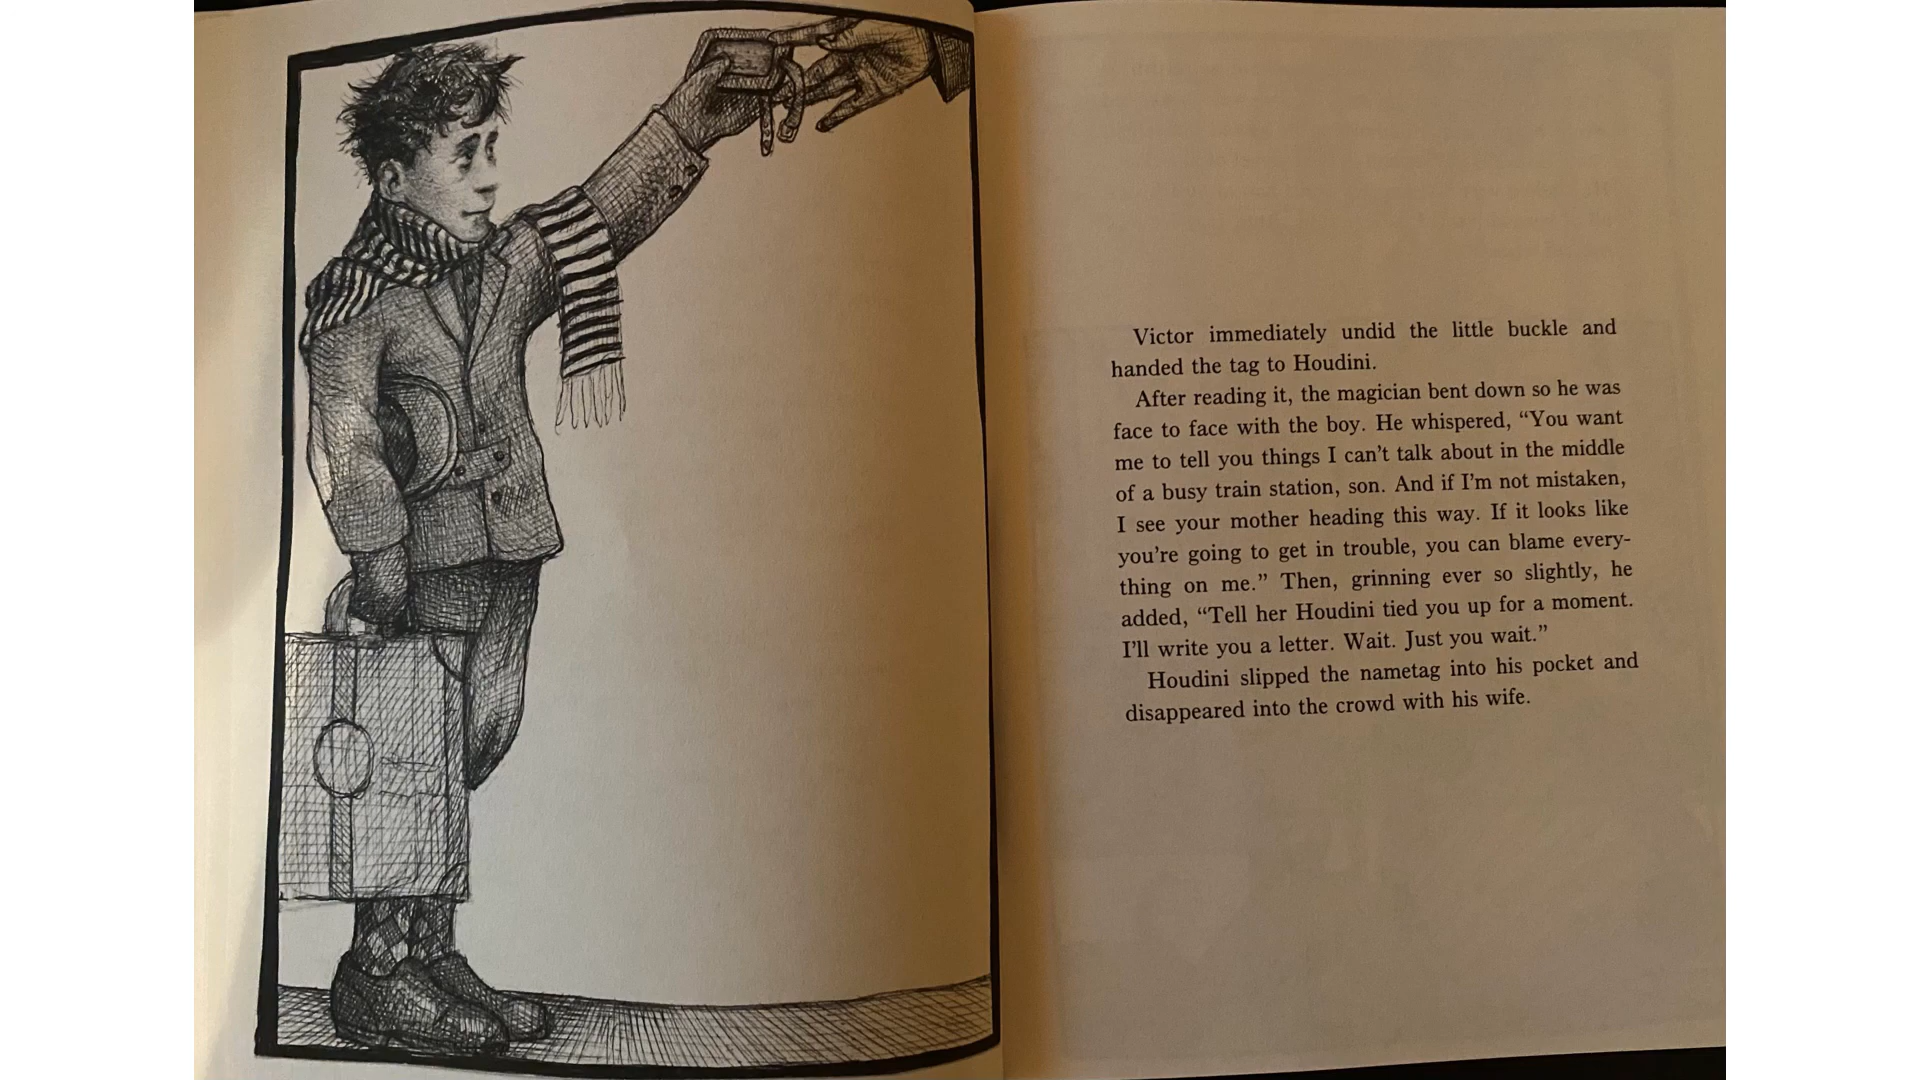 Victor immediately undid the little buckle and
handed the tag to Houdini.
After reading it, the magician bent down so he was
face to face with the boy. He whispered, “You want
me to tell you things I can’t talk about in the middle
of a busy train station, son. And if I’m not mistaken,
I see your mother heading this way. If it looks like
you’re going to get in trouble, you can blame every-
thing on me.” Then, grinning ever so slightly, he
added, “Tell her Houdini tied you up for a moment.
I’ll write you a letter. Wait. Just you wait.”
Houdini slipped the nametag into his pocket and
disappeared into the crowd with his wife.